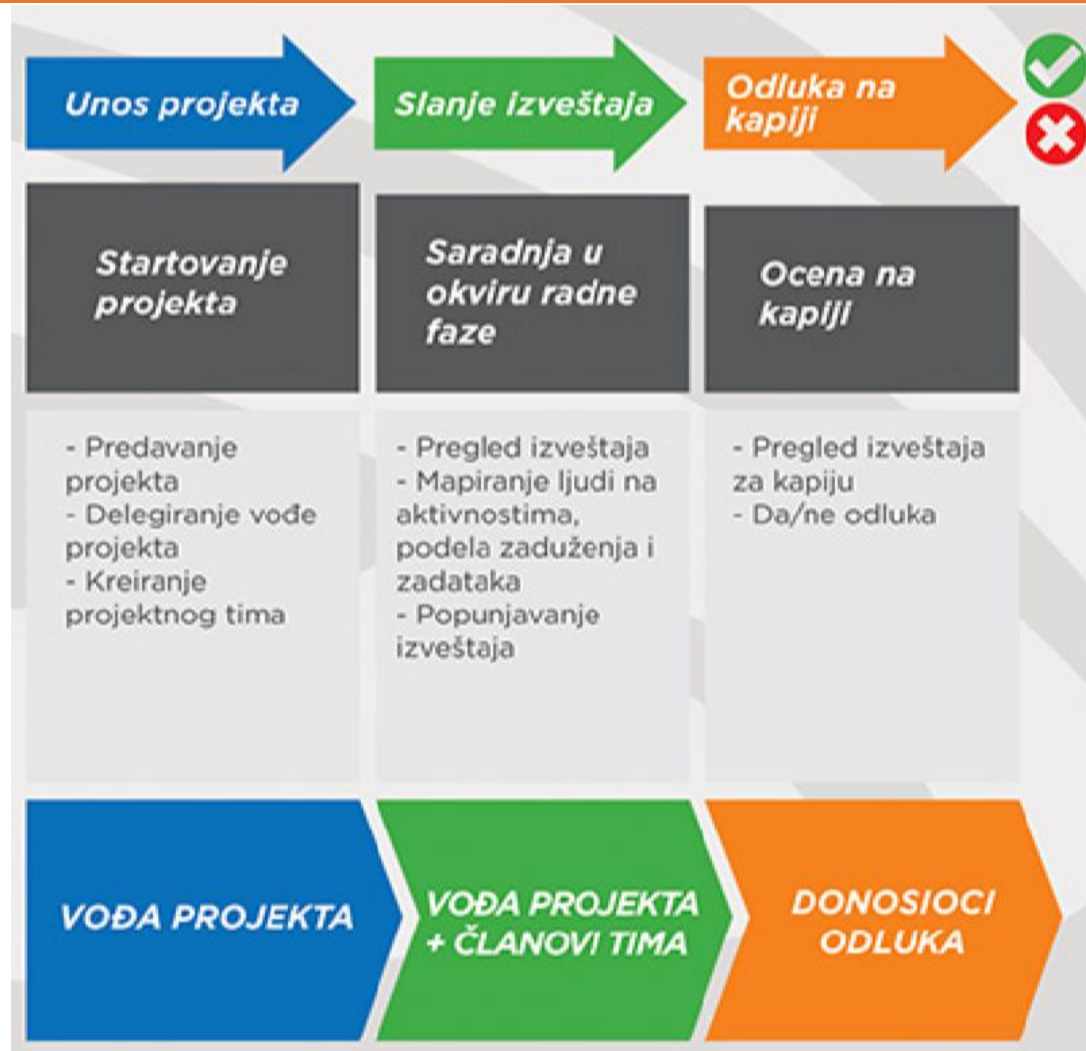 Unos projekta
Slanje izveštaja
Odluka na
kapiji
Startovanje
projekta
Saradnja u
okviru radne
faze
Ocena na
kapiji
- Predavanje
projekta
- Delegiranje vođe
projekta
- Kreiranje
projektnog tima
- Pregled izveštaja
- Mapiranje ljudi na
aktivnostima,
podela zaduženja i
zadataka
- Popunjavanje
izveštaja
- Pregled izveštaja
za kapiju
- Da/ne odluka
VOĐA PROJEKTA
VOĐA PROJEKTA
+ ČLANOVI TIMA
DONOSIOCI
ODLUKA